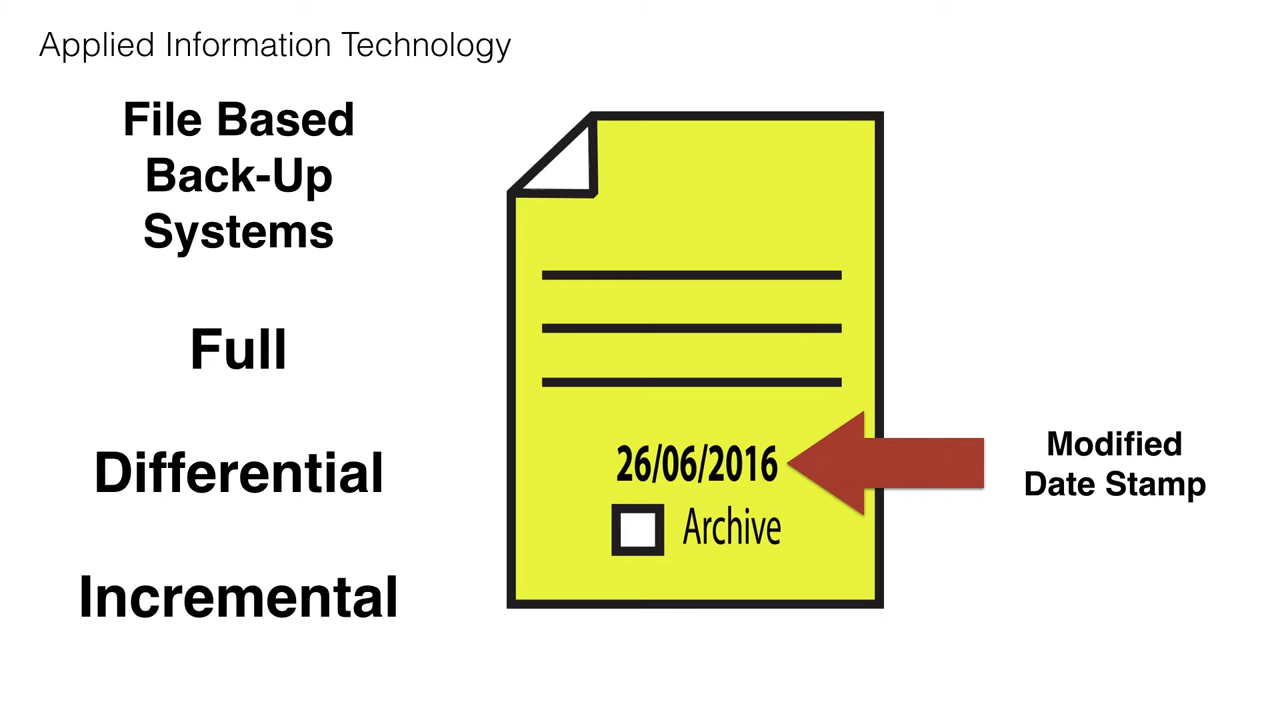 Applied Information Technology
File Based
Back-Up
Systems
Full
Differential
Incremental
26/06/2016
Archive
Modified
Date Stamp